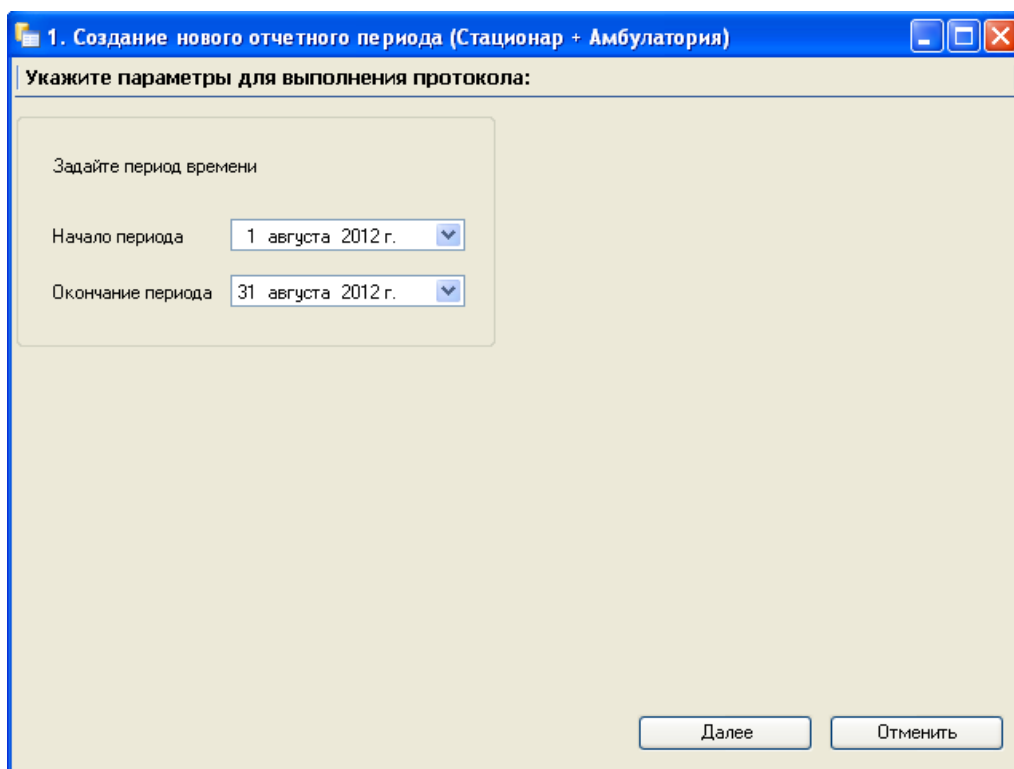 1. Создание нового отчетного периода (Стационар + Амбулатория)
Укажите параметры для выполнения протокола:
Задайте период времени
Начало периода 1 августа 2012 г.
Окончание периода 31 августа 2012 г.
Далее Отменить